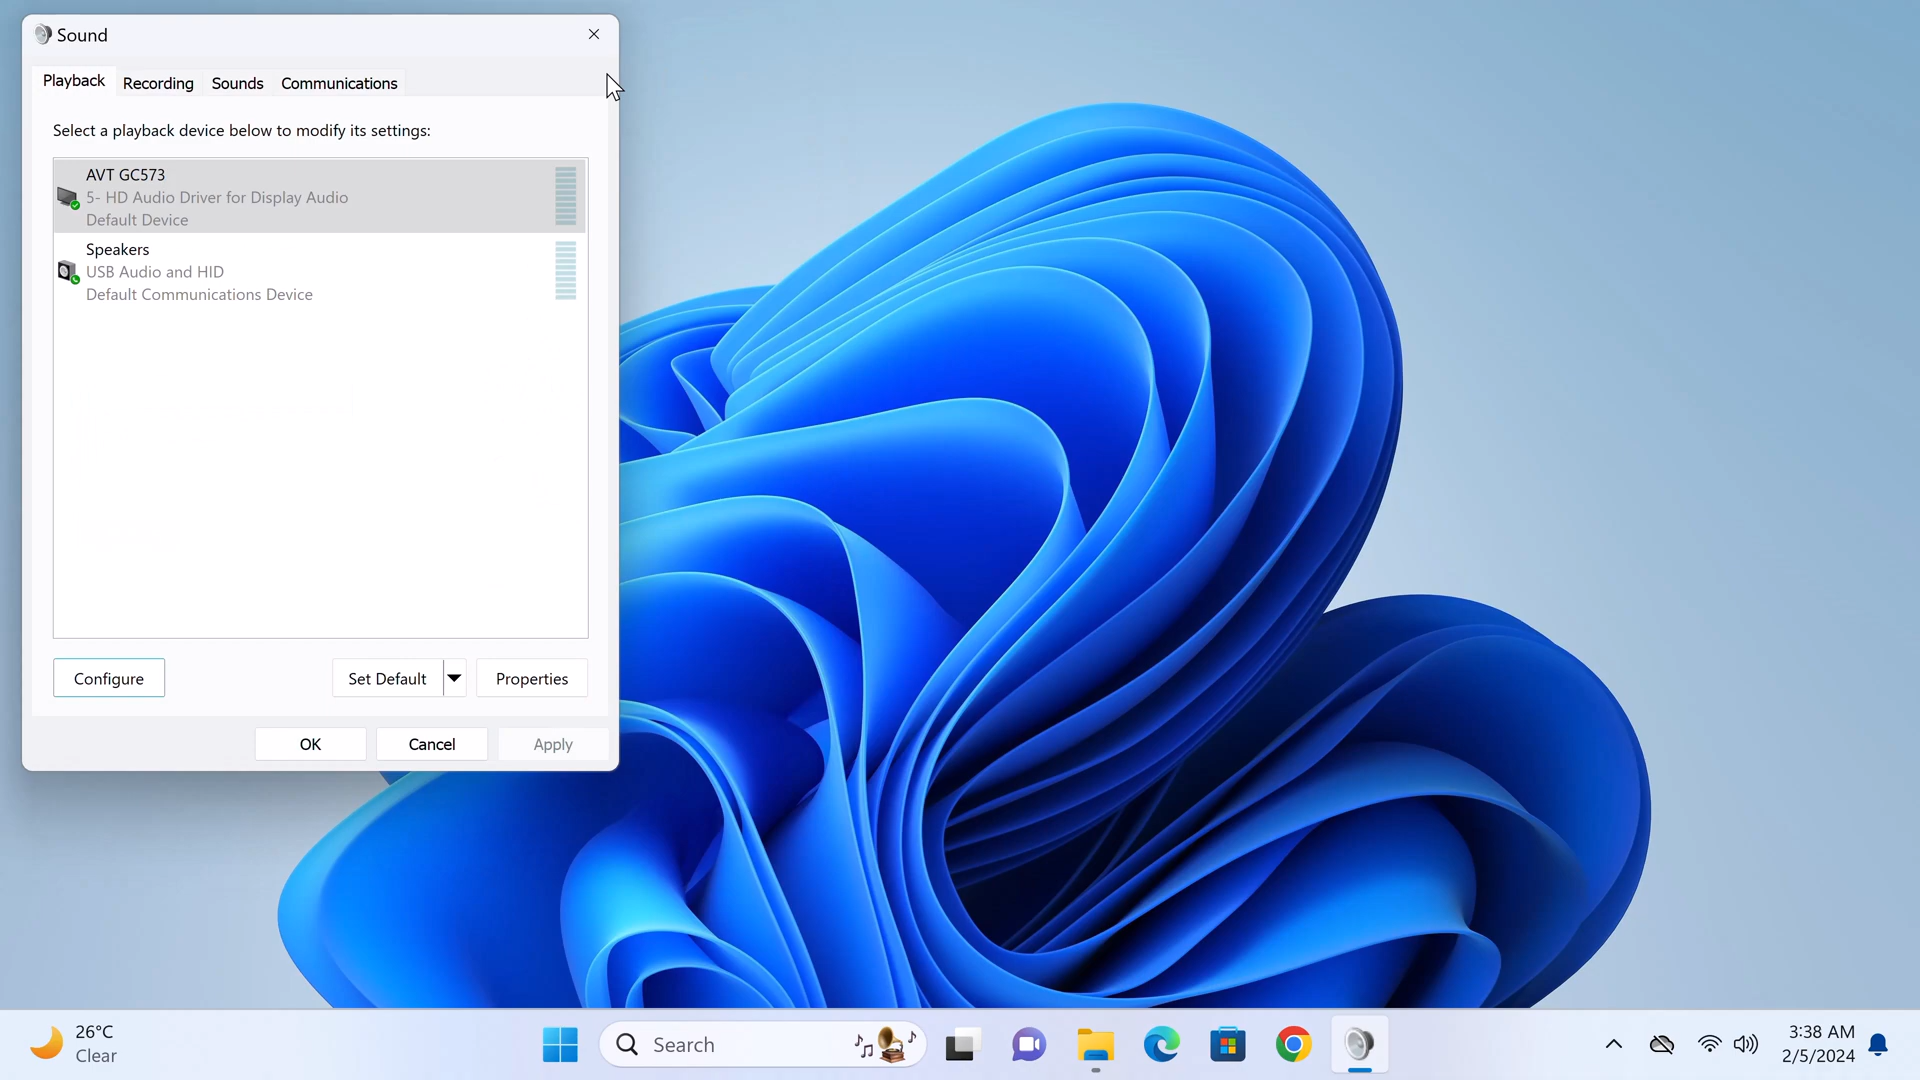 Sound
Playback
Recording
Sounds
Communications
Select a playback device below to modify its settings:
AVT GC573
5- HD Audio Driver for Display Audio
Default Device
Speakers
USB Audio and HID
Default Communications Device
Configure
Set Default
Properties
OK
Cancel
Apply
26°C
Clear
Search
3:38 AM
2/5/2024